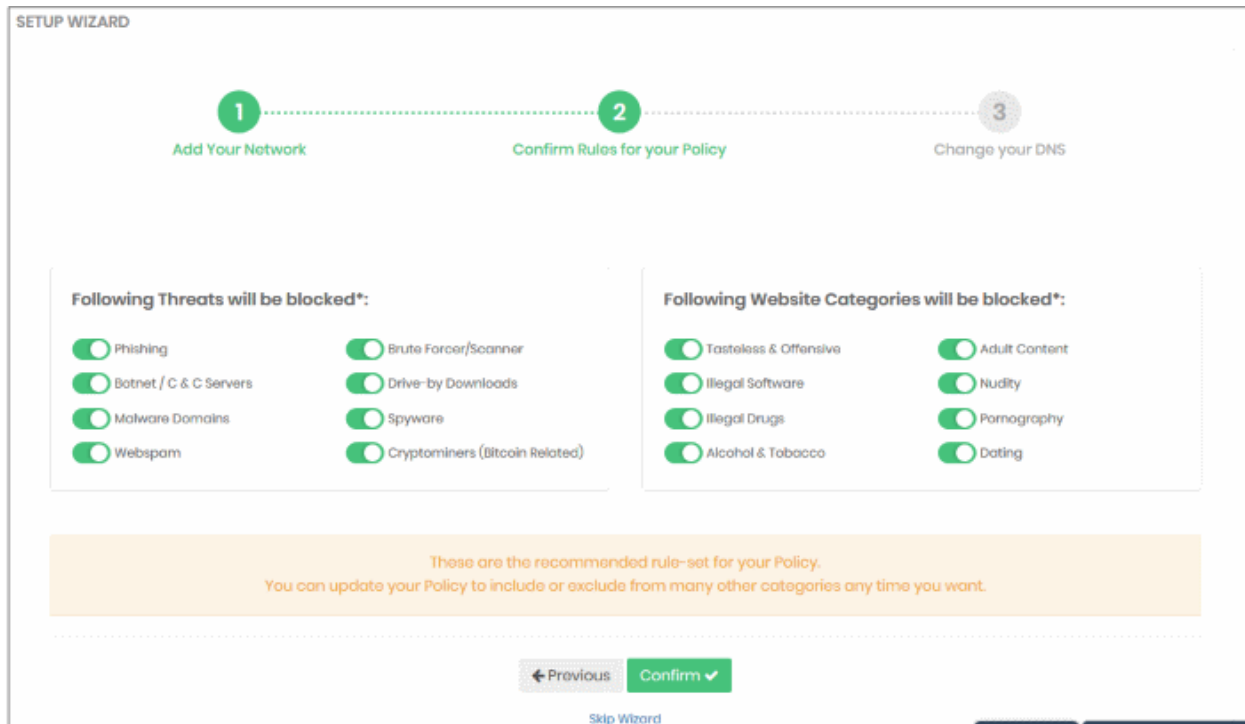 SETUP WIZARD
1
2
3
Add Your Network
Confirm Rules for your Policy
Change your DNS
Following Threats will be blocked*:
Phishing
Brute Forcer/Scanner
Botnet / C & C Servers
Drive-by Downloads
Malware Domains
Spyware
Webspam
Cryptominers (Bitcoin Related)
Following Website Categories will be blocked*:
Tasteless & Offensive
Adult Content
Illegal Software
Nudity
Illegal Drugs
Pornography
Alcohol & Tobacco
Dating
These are the recommended rule-set for your Policy.
You can update your Policy to include or exclude from many other categories any time you want.
Previous
Confirm
Skip Wizard